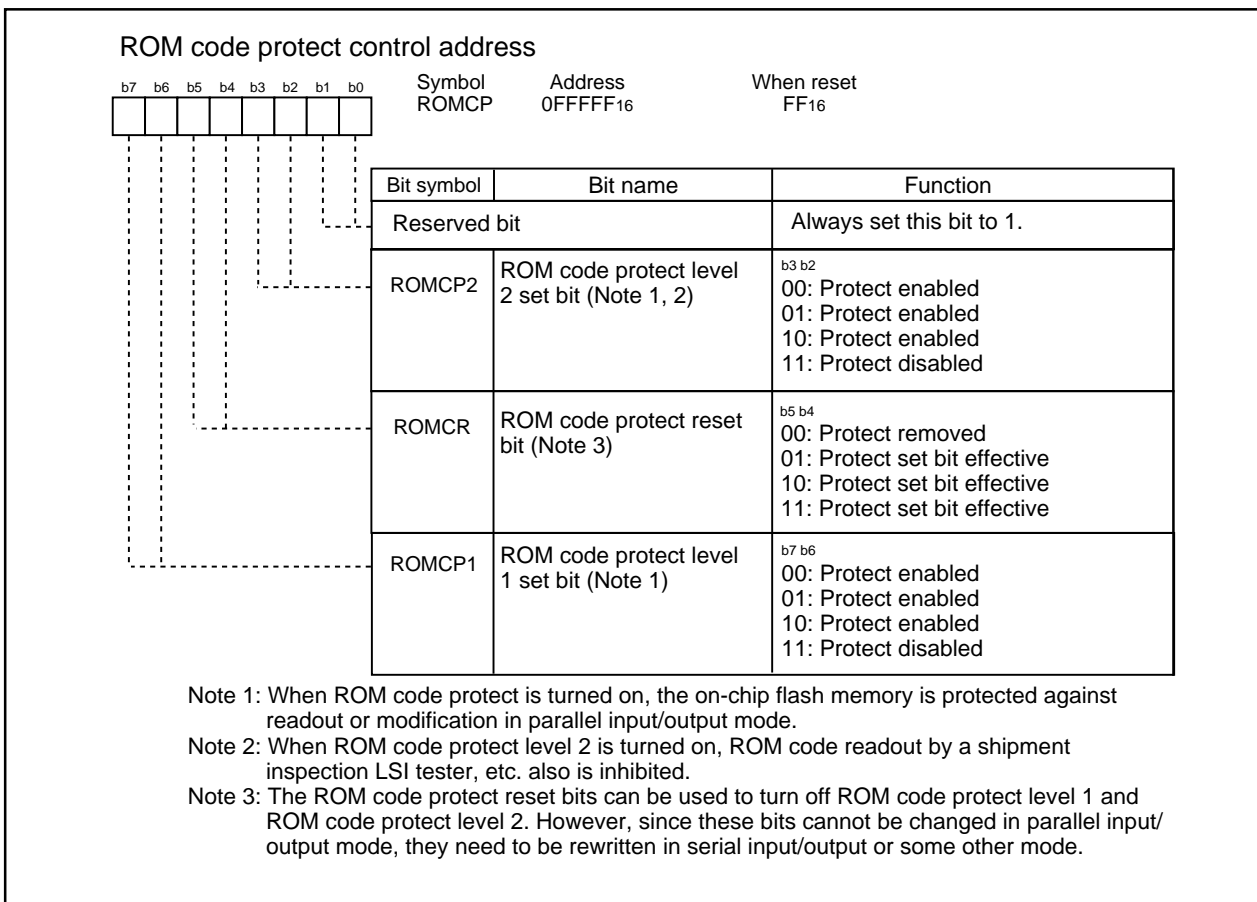 ROM code protect control address
b7 b6 b5 b4 b3 b2 b1 b0
Symbol Address When reset
ROMCP 0FFFFF16 FF16
Bit symbol Bit name Function
Reserved bit Always set this bit to 1.
ROMCP2 ROM code protect level
2 set bit (Note 1, 2)
b3 b2
00: Protect enabled
01: Protect enabled
10: Protect enabled
11: Protect disabled
ROMCR ROM code protect reset
bit (Note 3)
b5 b4
00: Protect removed
01: Protect set bit effective
10: Protect set bit effective
11: Protect set bit effective
ROMCP1 ROM code protect level
1 set bit (Note 1)
b7 b6
00: Protect enabled
01: Protect enabled
10: Protect enabled
11: Protect disabled
Note 1: When ROM code protect is turned on, the on-chip flash memory is protected against
readout or modification in parallel input/output mode.
Note 2: When ROM code protect level 2 is turned on, ROM code readout by a shipment
inspection LSI tester, etc. also is inhibited.
Note 3: The ROM code protect reset bits can be used to turn off ROM code protect level 1 and
ROM code protect level 2. However, since these bits cannot be changed in parallel input/
output mode, they need to be rewritten in serial input/output or some other mode.